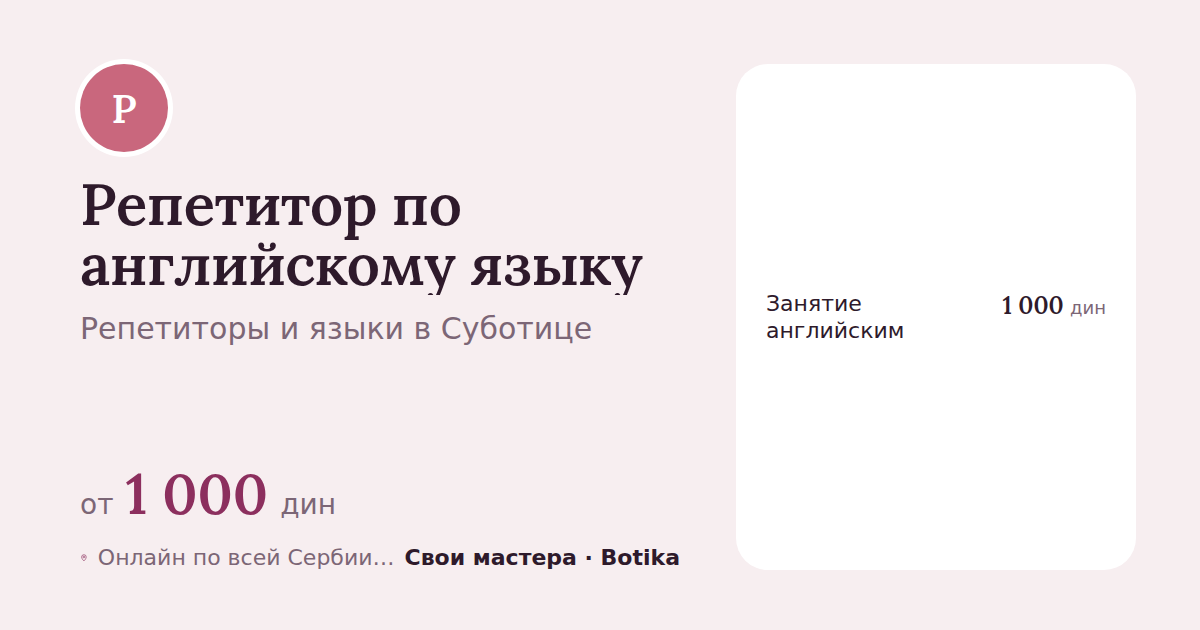 Р
Репетитор по
английскому языку
Репетиторы и языки в Суботице
от 1 000 дин
Онлайн по всей Сербии… Свои мастера · Botika
Занятие 1 000 дин
английским